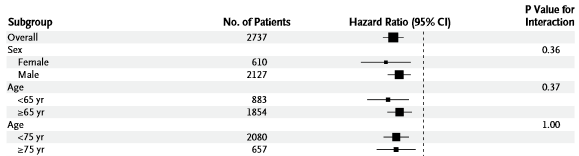 P Value for
Subgroup No. of Patients Hazard Ratio (95% CI) Interaction
Overall 2737
Sex 0.36
Female 610
Male 2127
Age 0.37
<65 yr 883
≥65 yr 1854
Age 1.00
<75 yr 2080
≥75 yr 657